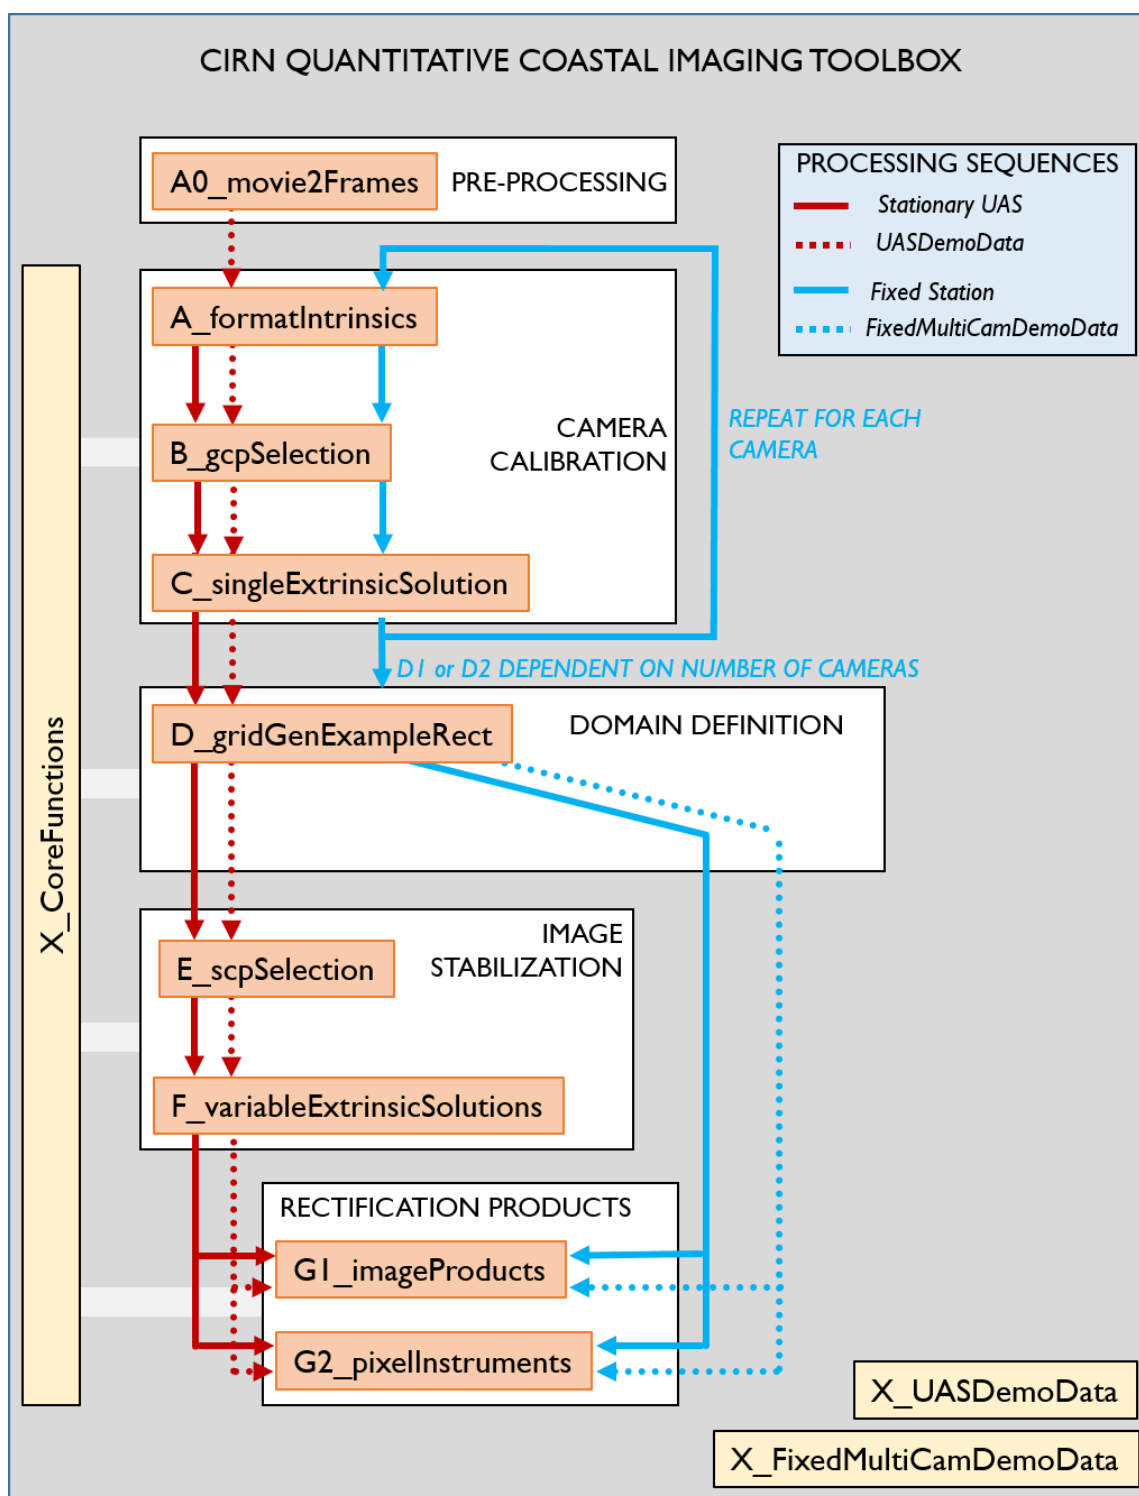 CIRN QUANTITATIVE COASTAL IMAGING TOOLBOX
A0_movie2Frames
PRE-PROCESSING
PROCESSING SEQUENCES
Stationary UAS
UASDemoData
Fixed Station
FixedMultiCamDemoData
A_formatIntrinsics
B_gcpSelection
CAMERA
CALIBRATION
REPEAT FOR EACH
CAMERA
C_singleExtrinsicSolution
D1 or D2 DEPENDENT ON NUMBER OF CAMERAS
D_gridGenExampleRect
DOMAIN DEFINITION
X_CoreFunctions
IMAGE
STABILIZATION
E_scpSelection
F_variableExtrinsicSolutions
RECTIFICATION PRODUCTS
G1_imageProducts
G2_pixelInstruments
X_UASDemoData
X_FixedMultiCamDemoData